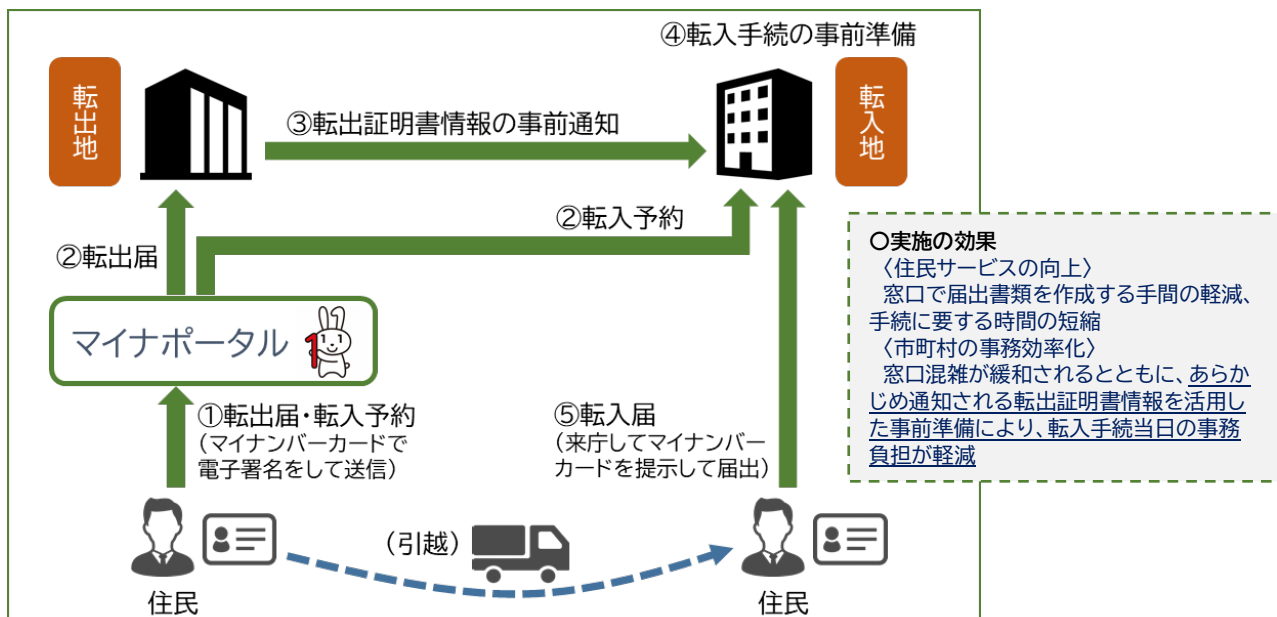 ④転入手続の事前準備
転出地
転入地
③転出証明書情報の事前通知
②転入予約
②転出届
マイナポータル
1
①転出届・転入予約
(マイナンバーカードで
電子署名をして送信)
⑤転入届
(来庁してマイナンバー
カードを提示して届出)
(引越)
住民
住民
〇実施の効果
〈住民サービスの向上〉
窓口で届出書類を作成する手間の軽減、
手続に要する時間の短縮
〈市町村の事務効率化〉
窓口混雑が緩和されるとともに、あらか
じめ通知される転出証明書情報を活用し
た事前準備により、転入手続当日の事務
負担が軽減